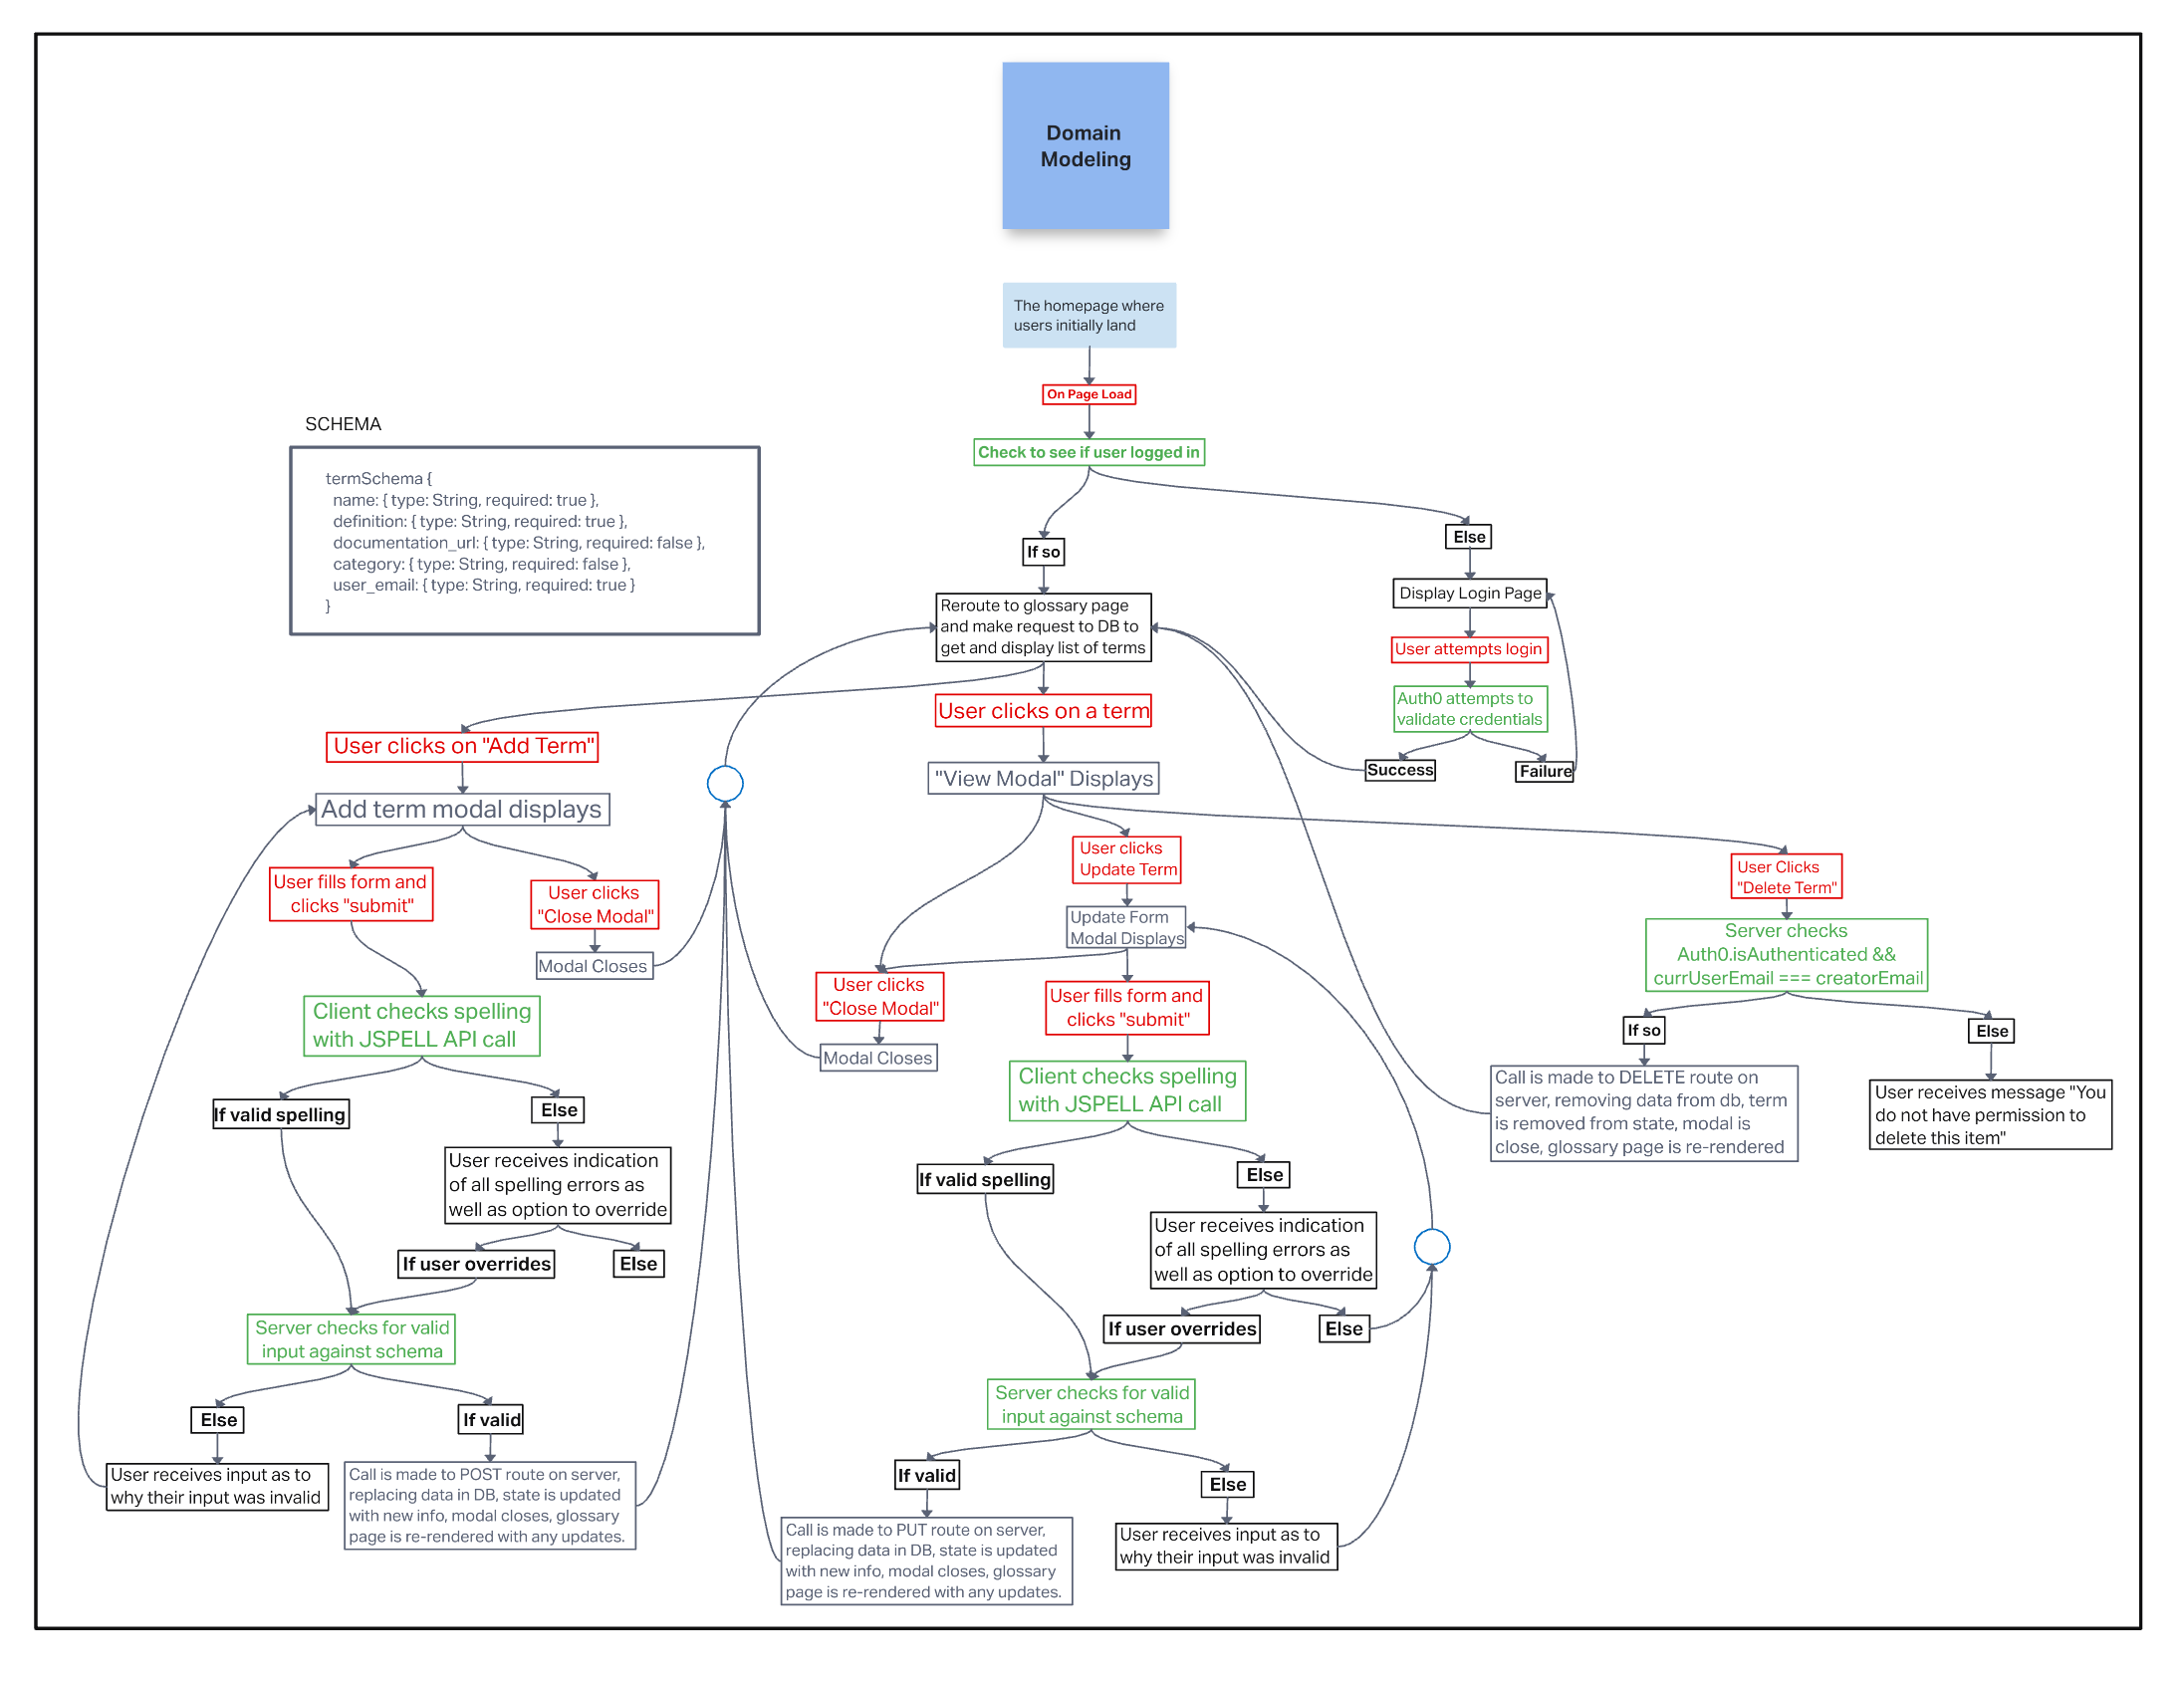 Domain
Modeling
The homepage where
users initially land
On Page Load
Check to see if user logged in
SCHEMA
termSchema {
name: { type: String, required: true },
definition: { type: String, required: true },
documentation_url: { type: String, required: false },
category: { type: String, required: false },
user_email: { type: String, required: true }
}
If so
Else
Reroute to glossary page
and make request to DB to
get and display list of terms
Display Login Page
User attempts login
Auth0 attempts to
validate credentials
Success
Failure
User clicks on "Add Term"
User clicks on a term
Add term modal displays
"View Modal" Displays
User fills form and
clicks "submit"
User clicks
"Close Modal"
Modal Closes
Client checks spelling
with JSPELL API call
If valid spelling
Else
User receives indication
of all spelling errors as
well as option to override
If user overrides
Else
Server checks for valid
input against schema
Else
If valid
User receives input as to
why their input was invalid
Call is made to POST route on server,
replacing data in DB, state is updated
with new info, modal closes, glossary
page is re-rendered with any updates.
User clicks
Update Term
Update Form
Modal Displays
User clicks
"Close Modal"
Modal Closes
User fills form and
clicks "submit"
Client checks spelling
with JSPELL API call
If valid spelling
Else
User receives indication
of all spelling errors as
well as option to override
If user overrides
Else
Server checks for valid
input against schema
If valid
Else
Call is made to PUT route on server,
replacing data in DB, state is updated
with new info, modal closes, glossary
page is re-rendered with any updates.
User receives input as to
why their input was invalid
User Clicks
"Delete Term"
Server checks
Auth0.isAuthenticated &&
currUserEmail === creatorEmail
If so
Else
Call is made to DELETE route on
server, removing data from db, term
is removed from state, modal is
close, glossary page is re-rendered
User receives message "You
do not have permission to
delete this item"